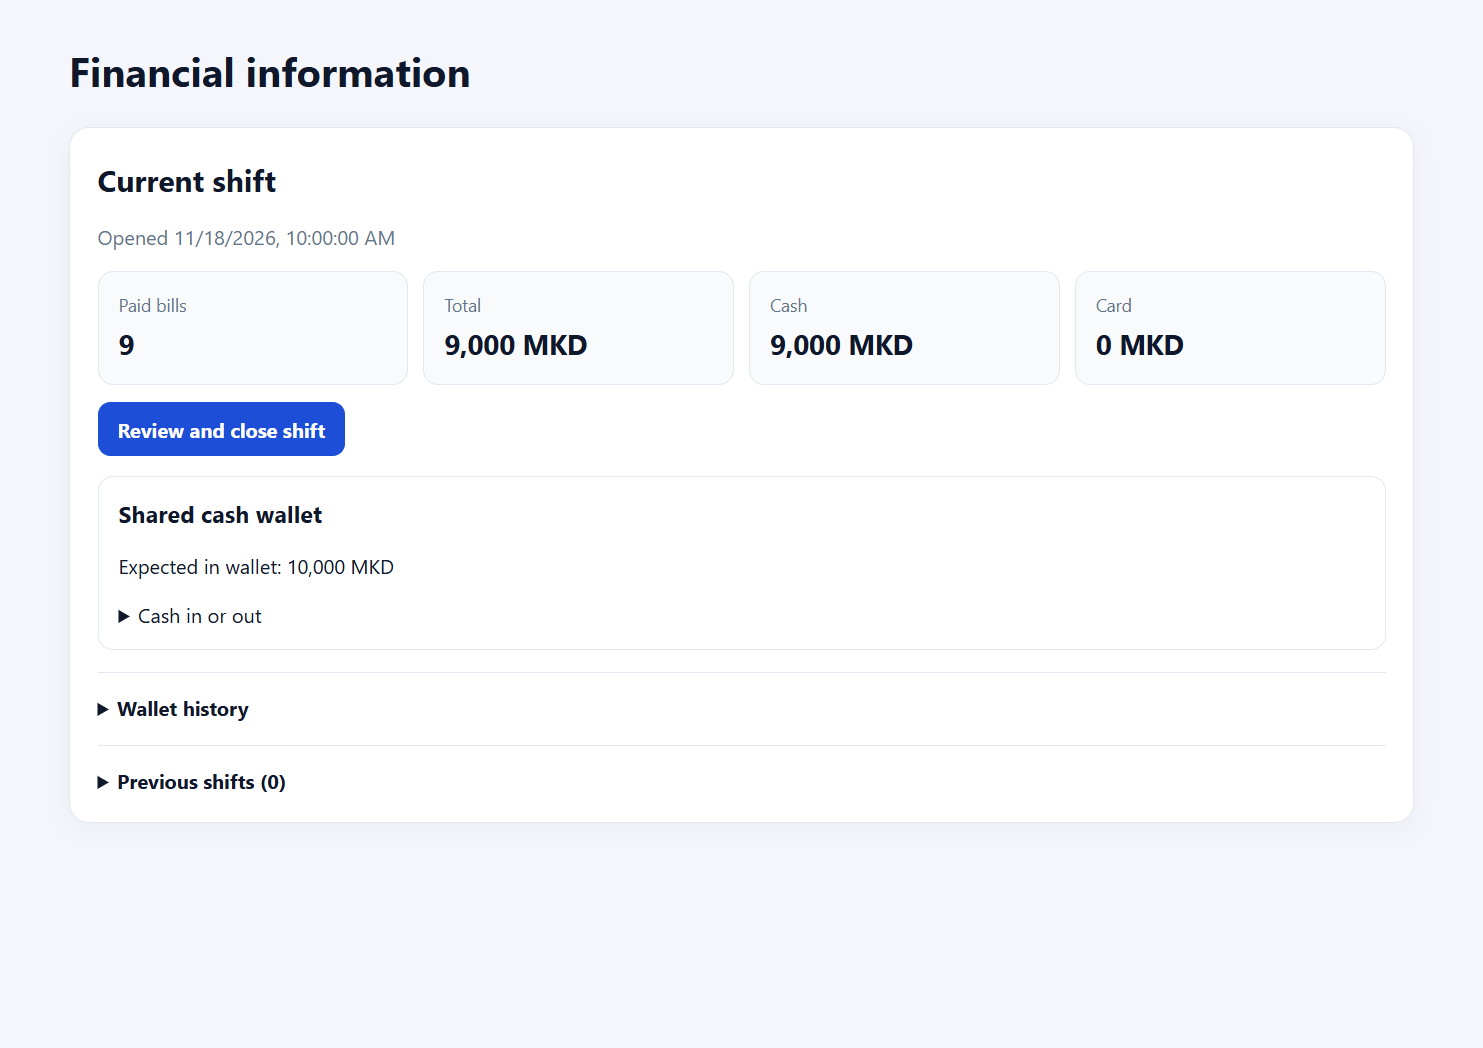 Financial information
Current shift
Opened 11/18/2026, 10:00:00 AM
Paid bills
9
Total
9,000 MKD
Cash
9,000 MKD
Card
0 MKD
Review and close shift
Shared cash wallet
Expected in wallet: 10,000 MKD
Cash in or out
Wallet history
Previous shifts (0)